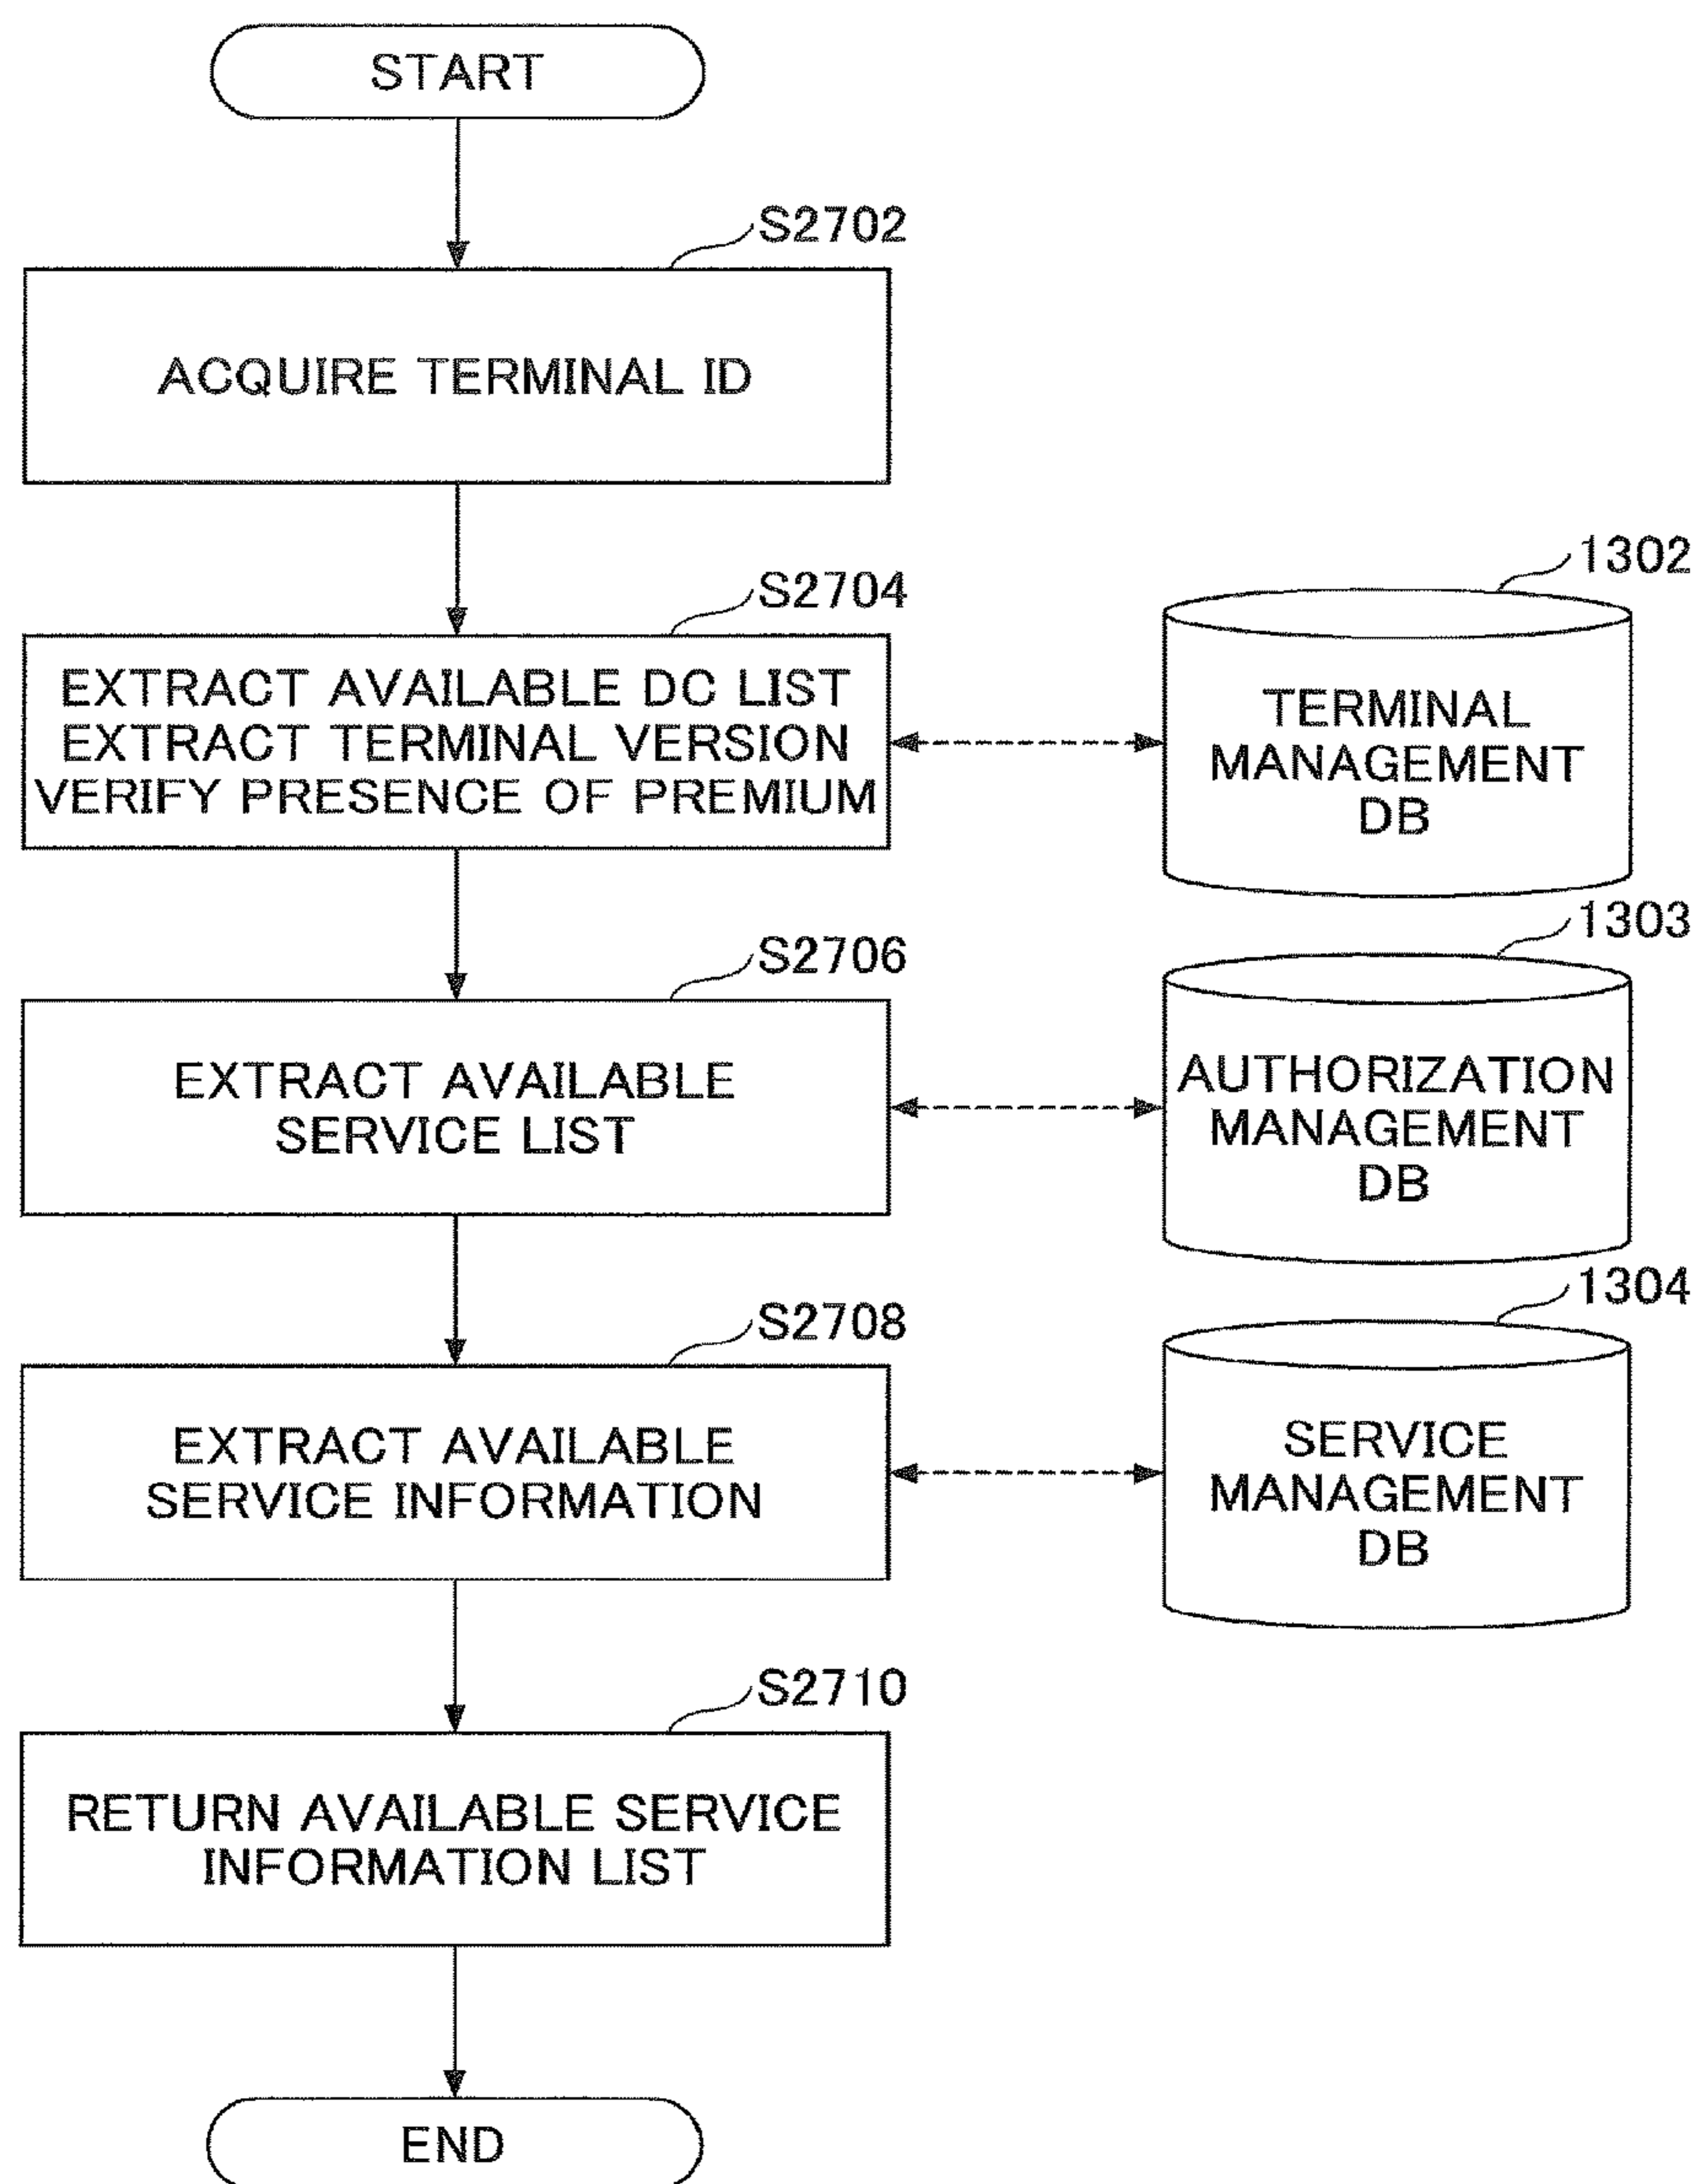 START
S2702
ACQUIRE TERMINAL ID
S2704
EXTRACT AVAILABLE DC LIST
EXTRACT TERMINAL VERSION
VERIFY PRESENCE OF PREMIUM
1302
TERMINAL
MANAGEMENT
DB
S2706
EXTRACT AVAILABLE
SERVICE LIST
1303
AUTHORIZATION
MANAGEMENT
DB
S2708
EXTRACT AVAILABLE
SERVICE INFORMATION
1304
SERVICE
MANAGEMENT
DB
S2710
RETURN AVAILABLE SERVICE
INFORMATION LIST
END